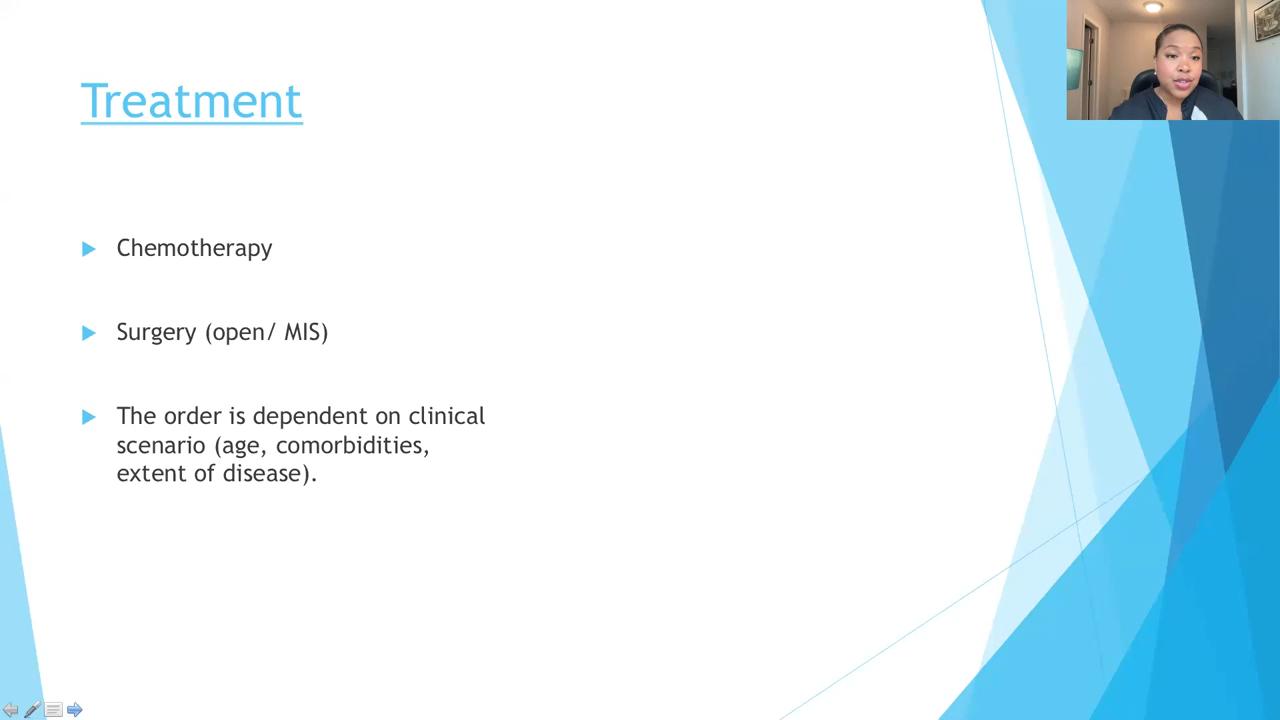 Treatment
Chemotherapy
Surgery (open/ MIS)
The order is dependent on clinical
scenario (age, comorbidities,
extent of disease).